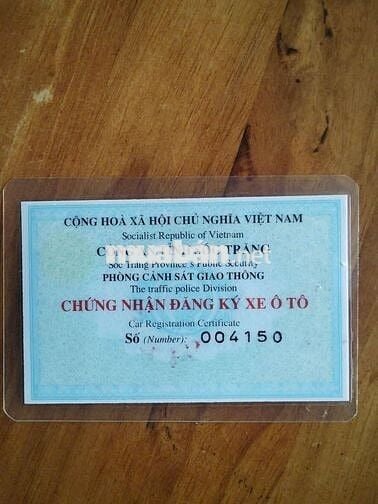 CỘNG HOÀ XÃ HỘI CHỦ NGHĨA VIỆT NAM
Socialist Republic of Vietnam
TRĂNG
Soc Trang Province's Public Security
PHÒNG CẢNH SÁT GIAO THÔNG
The traffic police Division
CHỨNG NHẬN ĐĂNG KÝ XE Ô TÔ
Car Registration Certificate
Số (Number): 004150